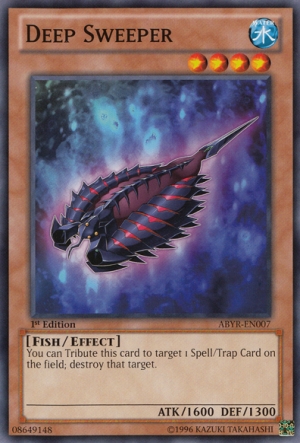 DEEP SWEEPER
WATER
水
1st Edition
ABYR-EN007
[FISH/EFFECT]
You can Tribute this card to target 1 Spell/Trap Card on
the field; destroy that target.
ATK/1600 DEF/1300
08649148
©1996 KAZUKI TAKAHASHI